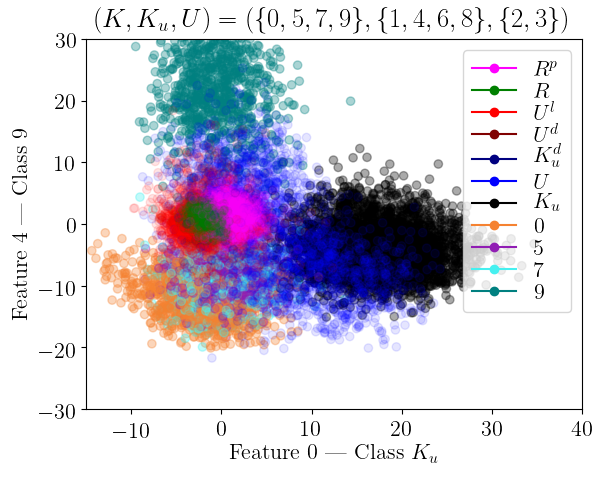 (K, K_u, U) = ({0, 5, 7, 9}, {1, 4, 6, 8}, {2, 3})
30
20
10
0
−10
−20
−30
Feature 4 — Class 9
R^p
R
U^l
U^d
K_u^d
U
K_u
0
5
7
9
−10
0
10
20
30
40
Feature 0 — Class K_u